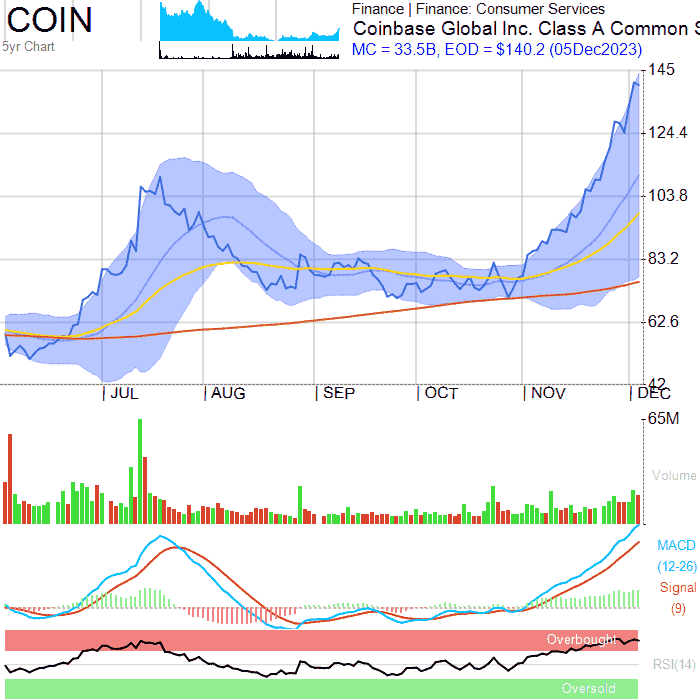 COIN
5yr Chart
Finance | Finance: Consumer Services
Coinbase Global Inc. Class A Common S
MC = 33.5B, EOD = $140.2 (05Dec2023)
145
124.4
103.8
83.2
62.6
42
JUL AUG SEP OCT NOV DEC
65M
Volume
MACD
(12-26)
Signal
(9)
Overbought
RSI(14)
Oversold